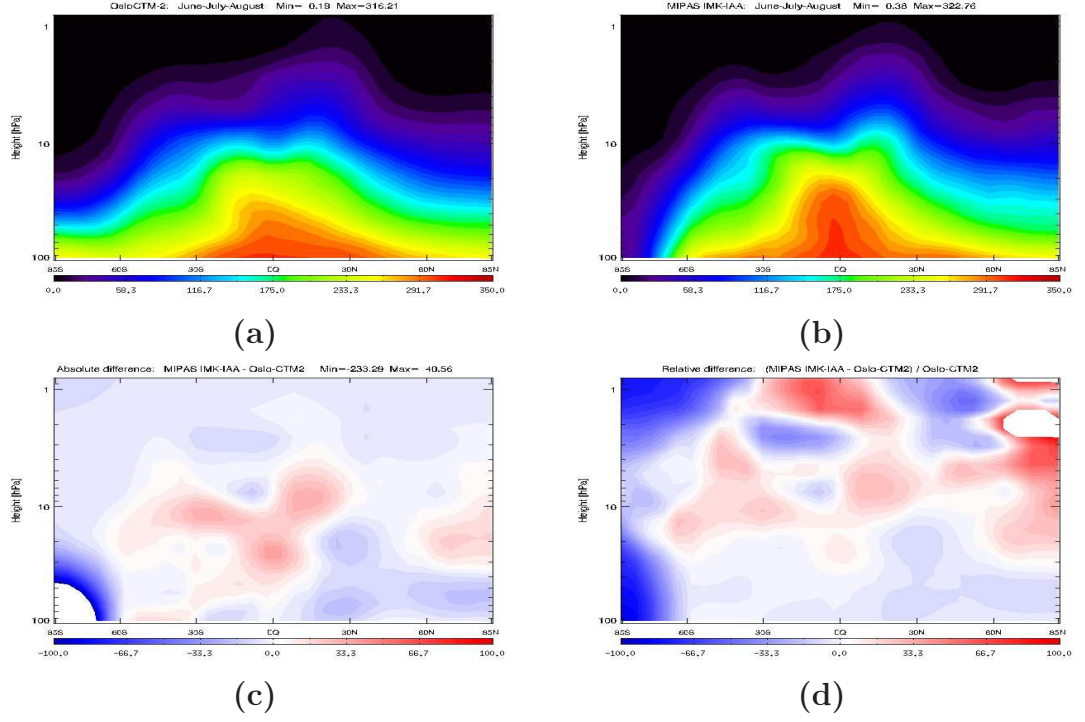 OsloCTM-2: June-July-August Min= 0.19 Max=316.21
Height [hPa]
1
10
100
85S 60S 30S EQ 30N 60N 85N
0.0 58.3 116.7 175.0 233.3 291.7 350.0
(a)
MIPAS IMK-IAA: June-July-August Min= 0.38 Max=322.76
Height [hPa]
1
10
100
85S 60S 30S EQ 30N 60N 85N
0.0 58.3 116.7 175.0 233.3 291.7 350.0
(b)
Absolute difference: MIPAS IMK-IAA - Oslo-CTM2 Min=-233.29 Max= 40.56
Height [hPa]
1
10
100
85S 60S 30S EQ 30N 60N 85N
-100.0 -66.7 -33.3 0.0 33.3 66.7 100.0
(c)
Relative difference: (MIPAS IMK-IAA - Oslo-CTM2) / Oslo-CTM2
Height [hPa]
1
10
100
85S 60S 30S EQ 30N 60N 85N
-100.0 -66.7 -33.3 0.0 33.3 66.7 100.0
(d)